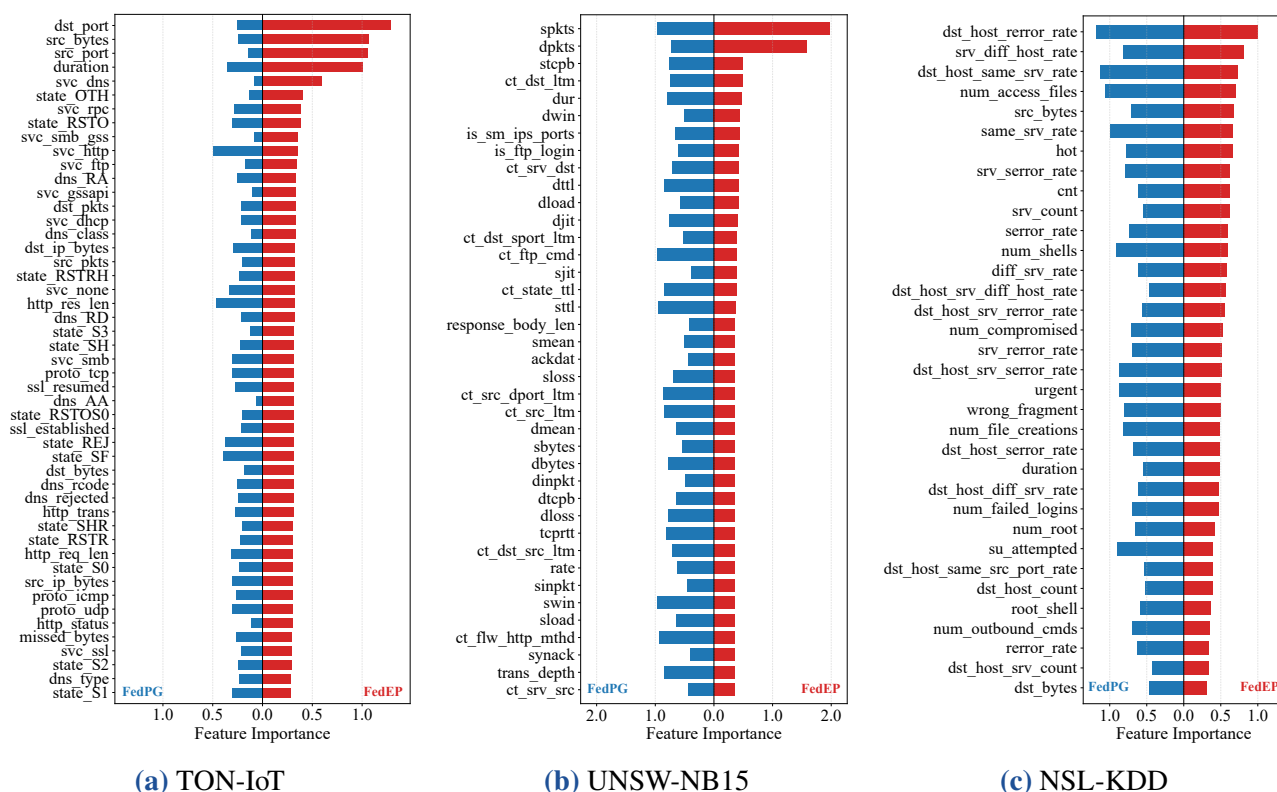 dst_port
src_bytes
src_port
duration
svc_dns
state_OTH
svc_rpc
state_RSTO
svc_smb_gss
svc_http
svc_ftp
dns_RA
svc_gssapi
dst_pkts
svc_dhcp
dns_class
dst_ip_bytes
src_pkts
state_RSTRH
svc_none
http_res_len
dns_RD
state_S3
state_SH
svc_smb
proto_tcp
ssl_resumed
dns_AA
state_RSTOS0
ssl_established
state_REJ
state_SF
dst_bytes
dns_rcode
dns_rejected
http_trans
state_SHR
state_RSTR
http_req_len
state_S0
src_ip_bytes
proto_icmp
proto_udp
http_status
missed_bytes
svc_ssl
state_S2
dns_type
state_S1
FedPG FedEP
1.0 0.5 0.0 0.5 1.0
Feature Importance
(a) TON-IoT
spkts
dpkts
stcpb
ct_dst_ltm
dur
dwin
is_sm_ips_ports
is_ftp_login
ct_srv_dst
dttl
dload
djit
ct_dst_sport_ltm
ct_ftp_cmd
sjit
ct_state_ttl
sttl
response_body_len
smean
ackdat
sloss
ct_src_dport_ltm
ct_src_ltm
dmean
sbytes
dbytes
dinpkt
dtcpb
dloss
tcprtt
ct_dst_src_ltm
rate
sinpkt
swin
sload
ct_flw_http_mthd
synack
trans_depth
ct_srv_src
FedPG FedEP
2.0 1.0 0.0 1.0 2.0
Feature Importance
(b) UNSW-NB15
dst_host_rerror_rate
srv_diff_host_rate
dst_host_same_srv_rate
num_access_files
src_bytes
same_srv_rate
hot
srv_serror_rate
cnt
srv_count
serror_rate
num_shells
diff_srv_rate
dst_host_srv_diff_host_rate
dst_host_srv_rerror_rate
num_compromised
srv_rerror_rate
dst_host_srv_serror_rate
urgent
wrong_fragment
num_file_creations
dst_host_serror_rate
duration
dst_host_diff_srv_rate
num_failed_logins
num_root
su_attempted
dst_host_same_src_port_rate
dst_host_count
root_shell
num_outbound_cmds
rerror_rate
dst_host_srv_count
dst_bytes
FedPG FedEP
1.0 0.5 0.0 0.5 1.0
Feature Importance
(c) NSL-KDD